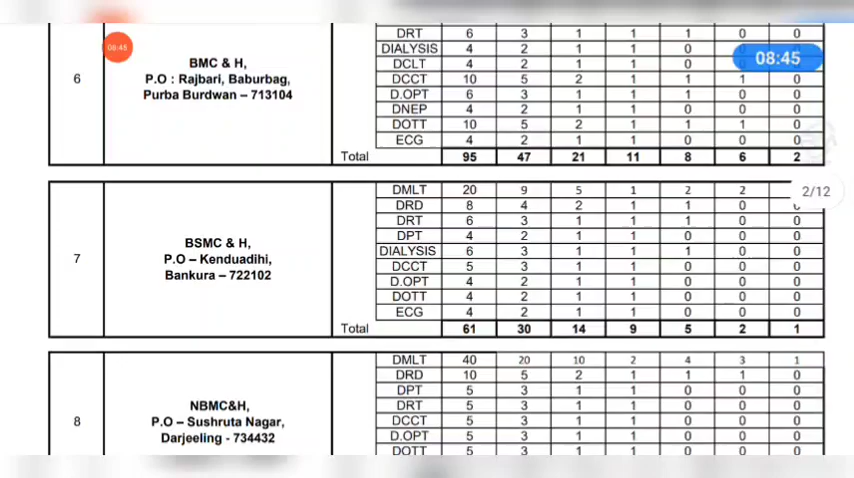 DRT 6 3 1 1 1 0 0
08:45
DIALYSIS 4 2 1 1 0
08:45
DCLT 4 2 1 1 0
6
BMC & H,
P.O : Rajbari, Baburbag,
Purba Burdwan – 713104
DCCT 10 5 2 1 1 1 0
D.OPT 6 3 1 1 1 0 0
DNEP 4 2 1 1 0 0 0
DOTT 10 5 2 1 1 1 0
ECG 4 2 1 1 0 0 0
Total 95 47 21 11 8 6 2
2/12
7
BSMC & H,
P.O – Kenduadihi,
Bankura – 722102
DMLT 20 9 5 1 2 2
DRD 8 4 2 1 1 0
DRT 6 3 1 1 1 0 0
DPT 4 2 1 1 0 0 0
DIALYSIS 6 3 1 1 1 0 0
DCCT 5 3 1 1 0 0 0
D.OPT 4 2 1 1 0 0 0
DOTT 4 2 1 1 0 0 0
ECG 4 2 1 1 0 0 0
Total 61 30 14 9 5 2 1
8
NBMC&H,
P.O – Sushruta Nagar,
Darjeeling - 734432
DMLT 40 20 10 2 4 3 1
DRD 10 5 2 1 1 1 0
DPT 5 3 1 1 0 0 0
DRT 5 3 1 1 0 0 0
DCCT 5 3 1 1 0 0 0
D.OPT 5 3 1 1 0 0 0
DOTT 5 3 1 1 0 0 0